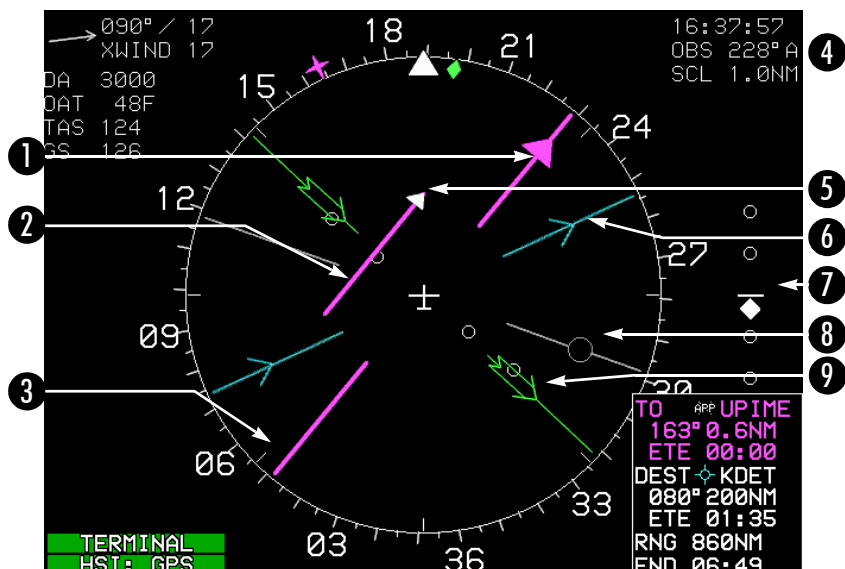 090° / 17
XWIND 17
DA 3000
OAT 48F
TAS 124
GS 126
16:37:57
OBS 228°A
SCL 1.0NM
4
18
21
15
24
1
12
5
2
6
27
7
09
8
3
30
9
06
33
03
36
TO APP UPIME
163° 0.6NM
ETE 00:00
DEST KDET
080° 200NM
ETE 01:35
RNG 860NM
END 06:49
TERMINAL
HSI: GPS